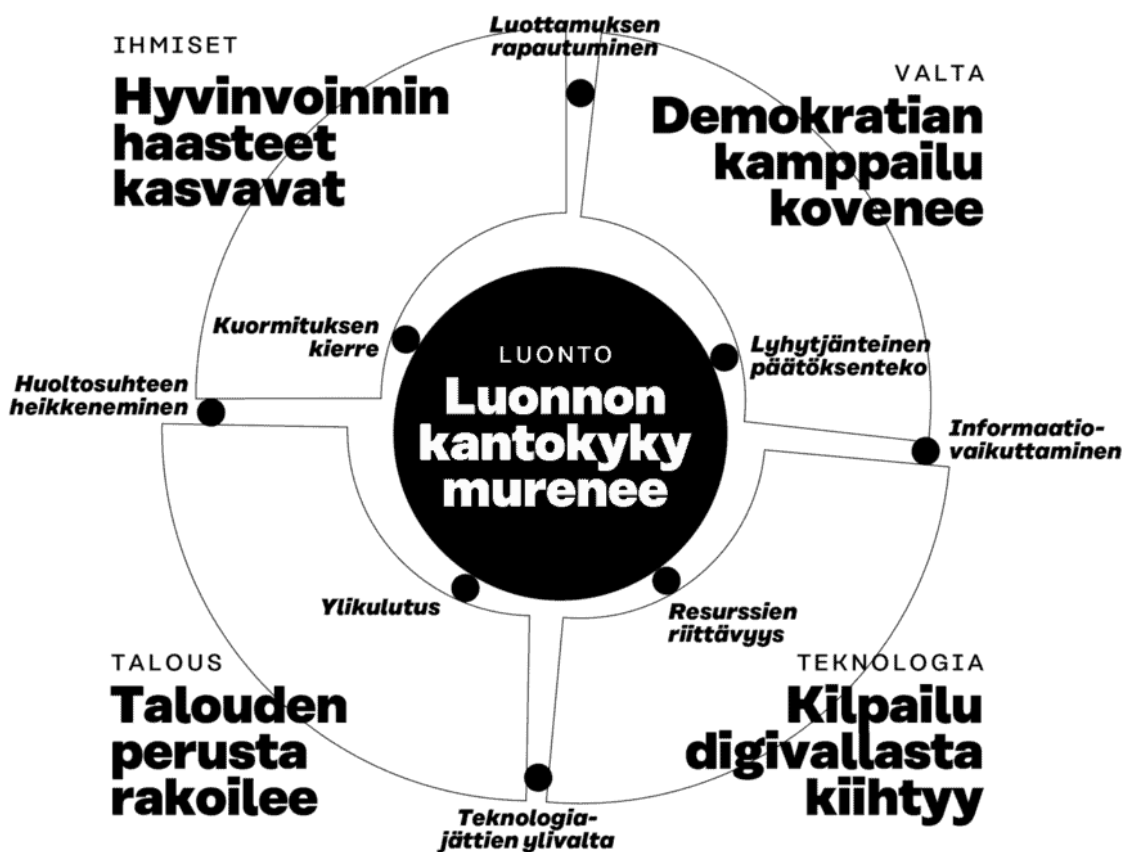 Luottamuksen
rapautuminen
IHMISET
Hyvinvoinnin
haasteet
kasvavat
VALTA
Demokratian
kamppailu
kovenee
Kuormituksen
kierre
Lyhytjänteinen
päätöksenteko
Huoltosuhteen
heikkeneminen
LUONTO
Luonnon
kantokyky
murenee
Informaatio-
vaikuttaminen
Ylikulutus
Resurssien
riittävyys
TALOUS
Talouden
perusta
rakoilee
TEKNOLOGIA
Kilpailu
digivallasta
kiihtyy
Teknologia-
jättien ylivalta